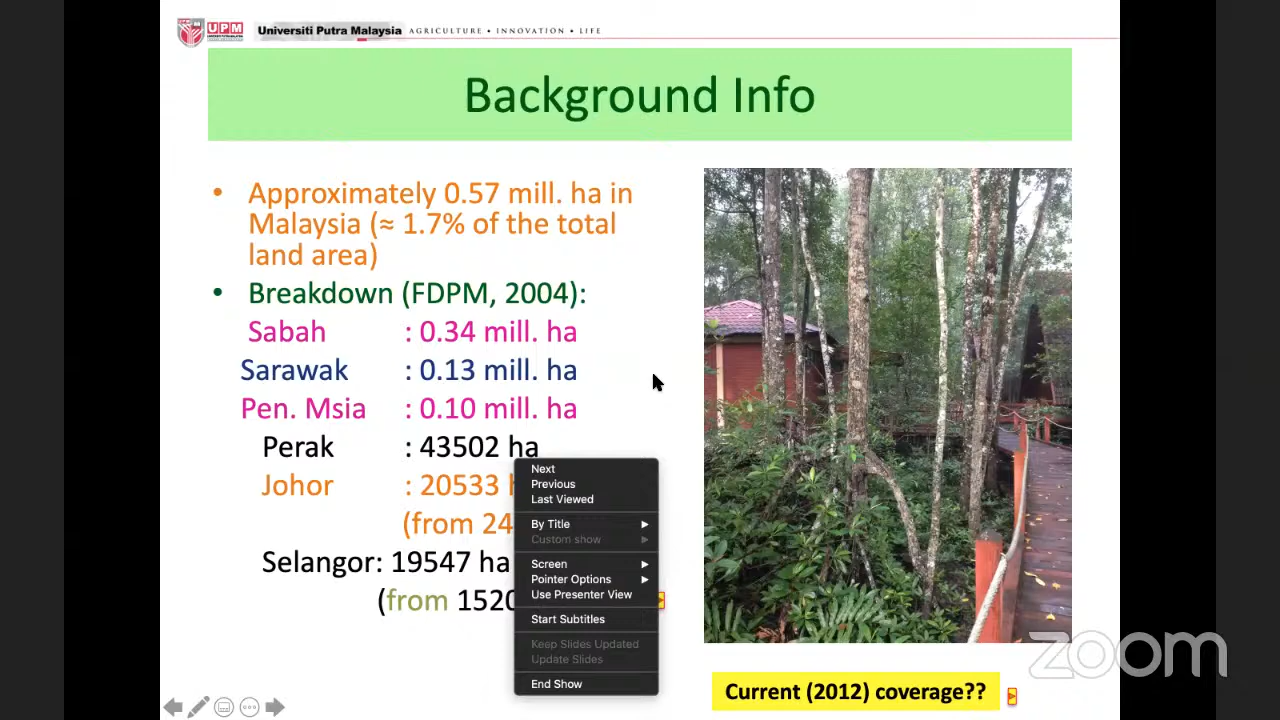 UPM
Universiti Putra Malaysia AGRICULTURE • INNOVATION • LIFE
Background Info
• Approximately 0.57 mill. ha in
Malaysia (≈ 1.7% of the total
land area)
• Breakdown (FDPM, 2004):
Sabah : 0.34 mill. ha
Sarawak : 0.13 mill. ha
Pen. Msia : 0.10 mill. ha
Perak : 43502 ha
Johor : 20533
(from 24
Selangor: 19547 ha
(from 1520
Next
Previous
Last Viewed
By Title
Custom show
Screen
Pointer Options
Use Presenter View
Start Subtitles
Keep Slides Updated
Update Slides
End Show
Current (2012) coverage??
zoom